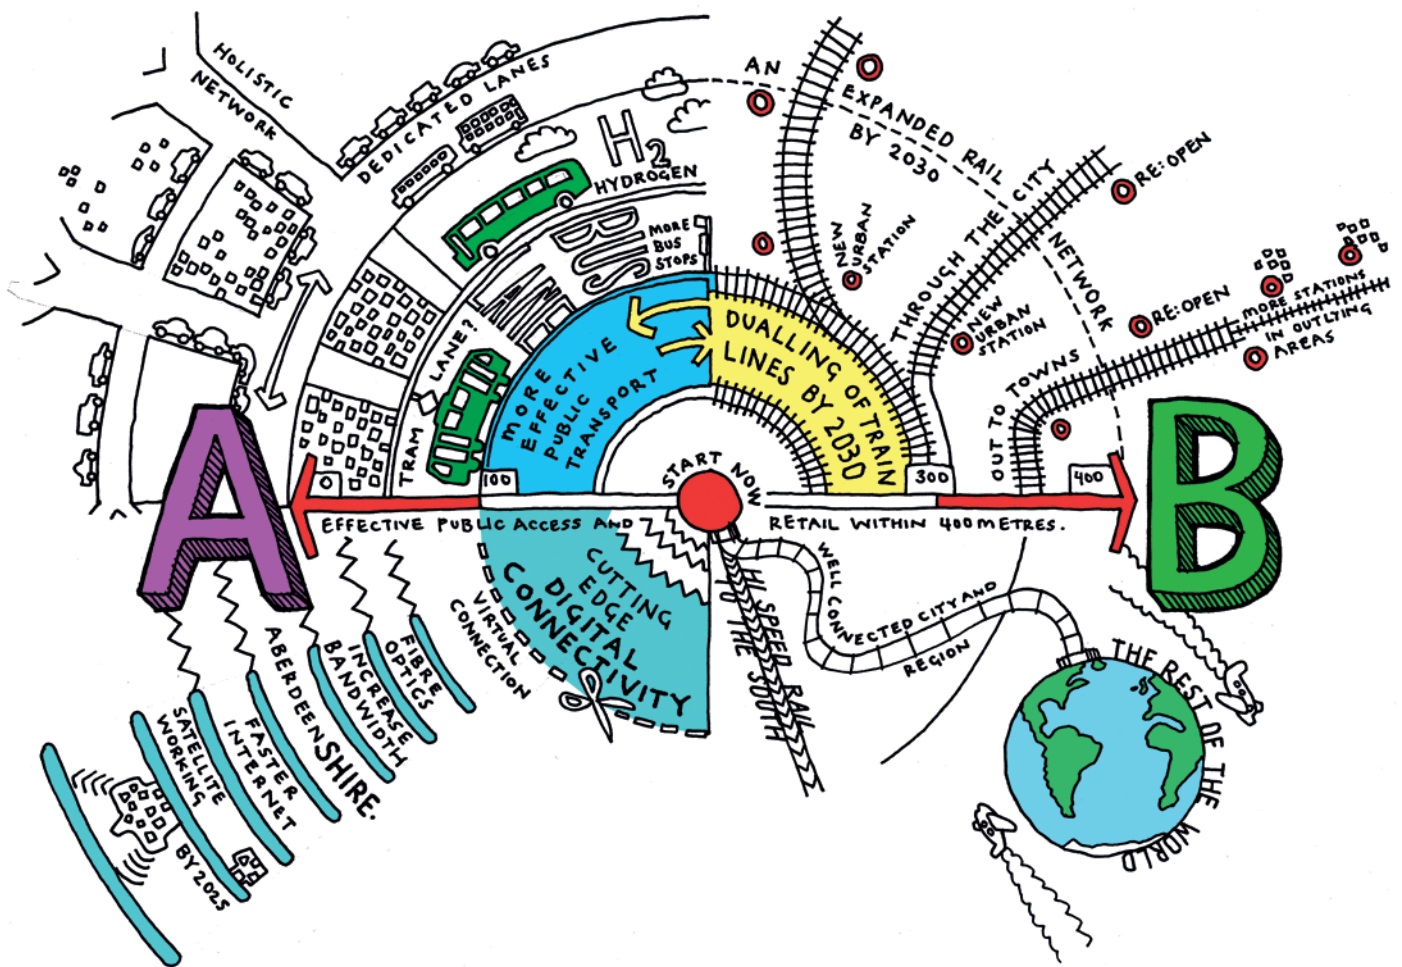 HOLISTIC
NETWORK
DEDICATED LANES
H2
HYDROGEN
BUS
LANE
MORE
BUS
STOPS
TRAM LANE?
MORE
EFFECTIVE
PUBLIC
TRANSPORT
DUALLING OF TRAIN
LINES BY 2030
AN EXPANDED RAIL NETWORK
BY 2030
NEW
URBAN
STATION
THROUGH THE CITY
RE:OPEN
NEW
URBAN
STATION
OUT TO TOWNS
RE:OPEN
MORE STATIONS
IN OUTLYING
AREAS
START NOW
0
100
300
400
A
B
EFFECTIVE PUBLIC ACCESS AND RETAIL WITHIN 400 METRES.
CUTTING
EDGE
DIGITAL
CONNECTIVITY
VIRTUAL
CONNECTION
FIBRE
OPTICS
INCREASE
BANDWIDTH
ABERDEENSHIRE.
FASTER
INTERNET
SATELLITE
WORKING
BY 2025
HI SPEED RAIL
TO THE SOUTH
WELL CONNECTED CITY AND
REGION
THE REST OF THE WORLD